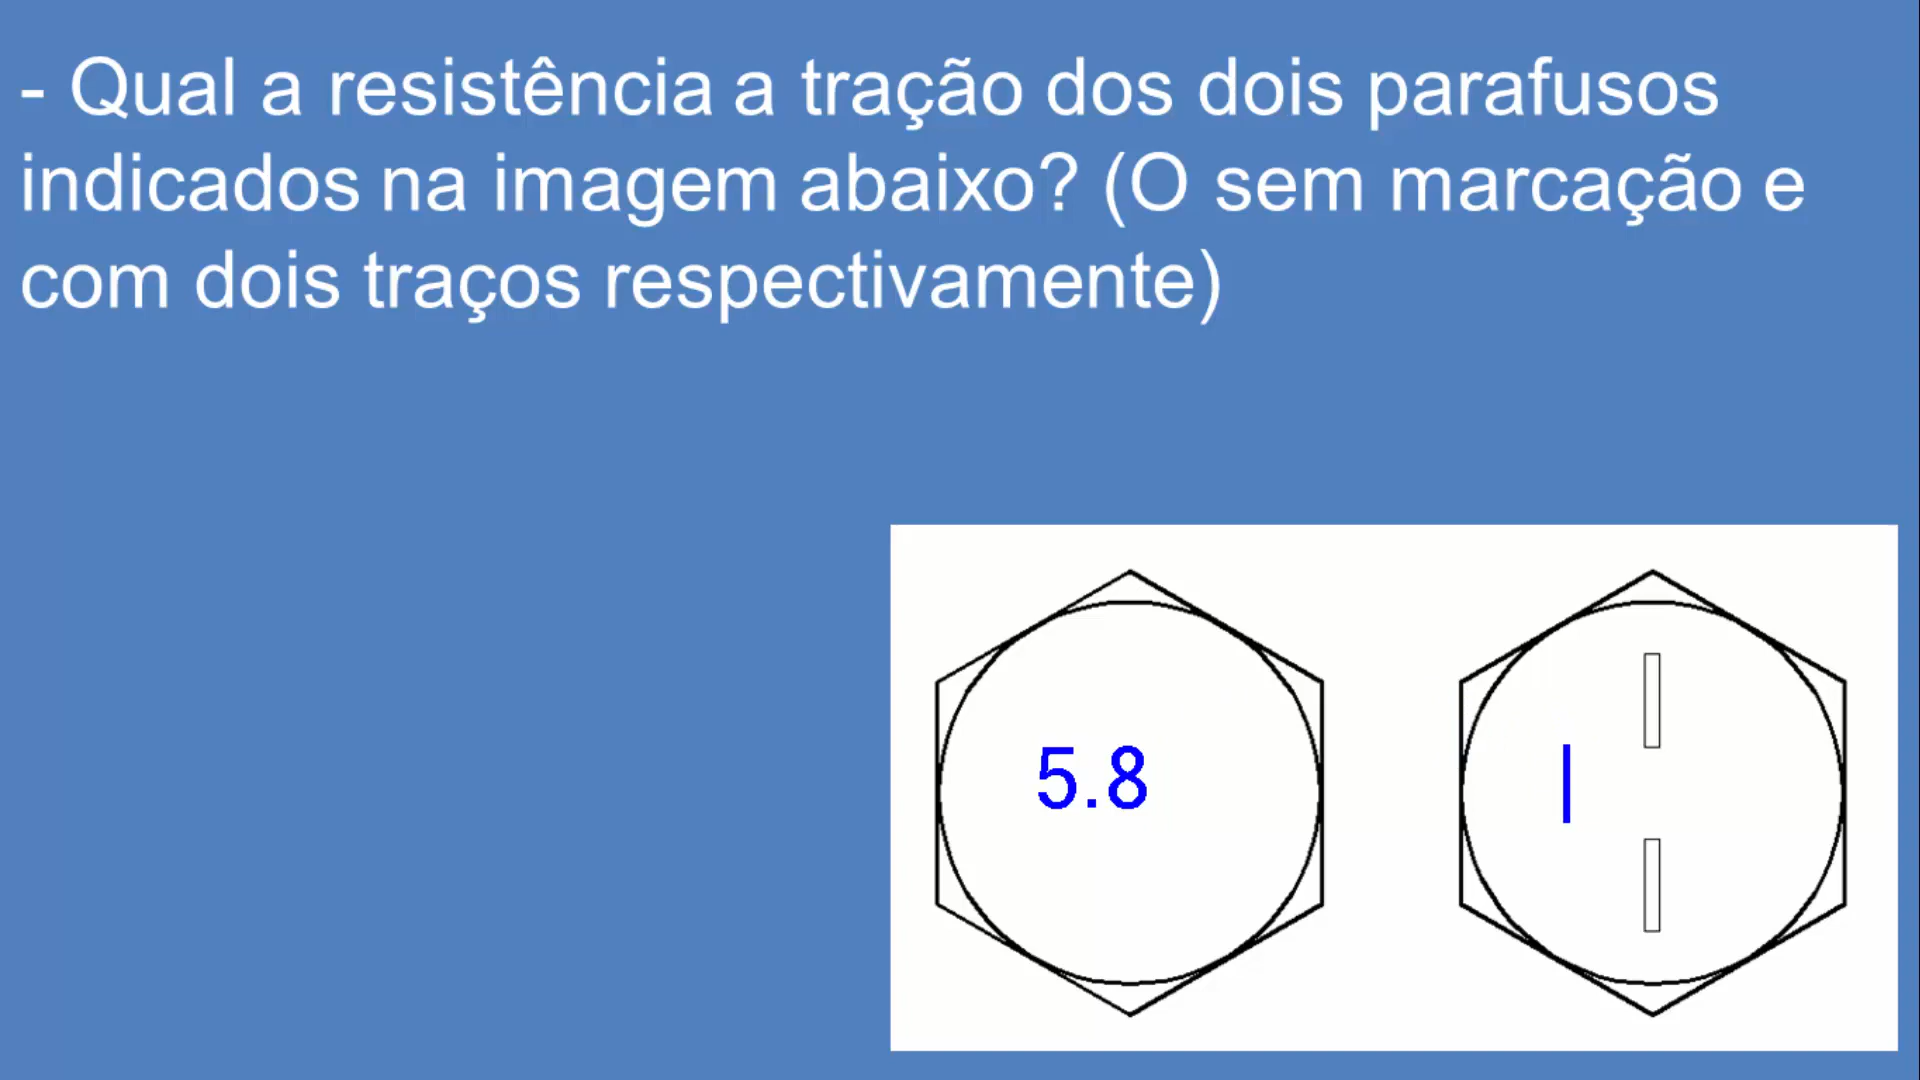 - Qual a resistência a tração dos dois parafusos
indicados na imagem abaixo? (O sem marcação e
com dois traços respectivamente)
5.8